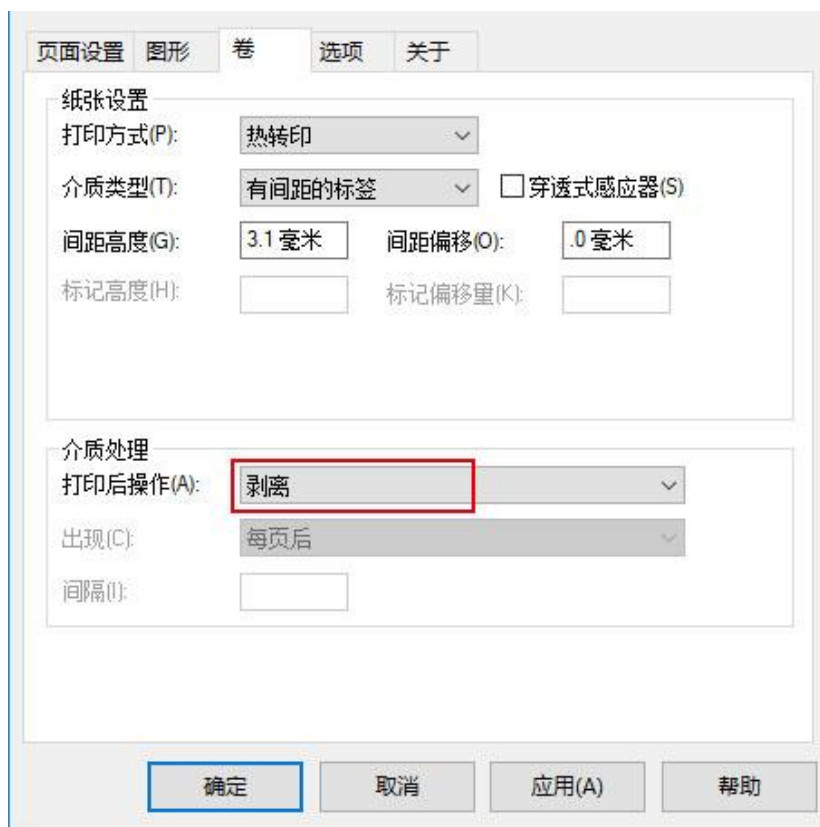 页面设置 图形 卷 选项 关于
纸张设置
打印方式(P): 热转印
介质类型(T): 有间距的标签 穿透式感应器(S)
间距高度(G): 3.1 毫米 间距偏移(O): .0 毫米
标记高度(H): 标记偏移量(K):
介质处理
打印后操作(A): 剥离
出现(C): 每页后
间隔(I):
确定 取消 应用(A) 帮助